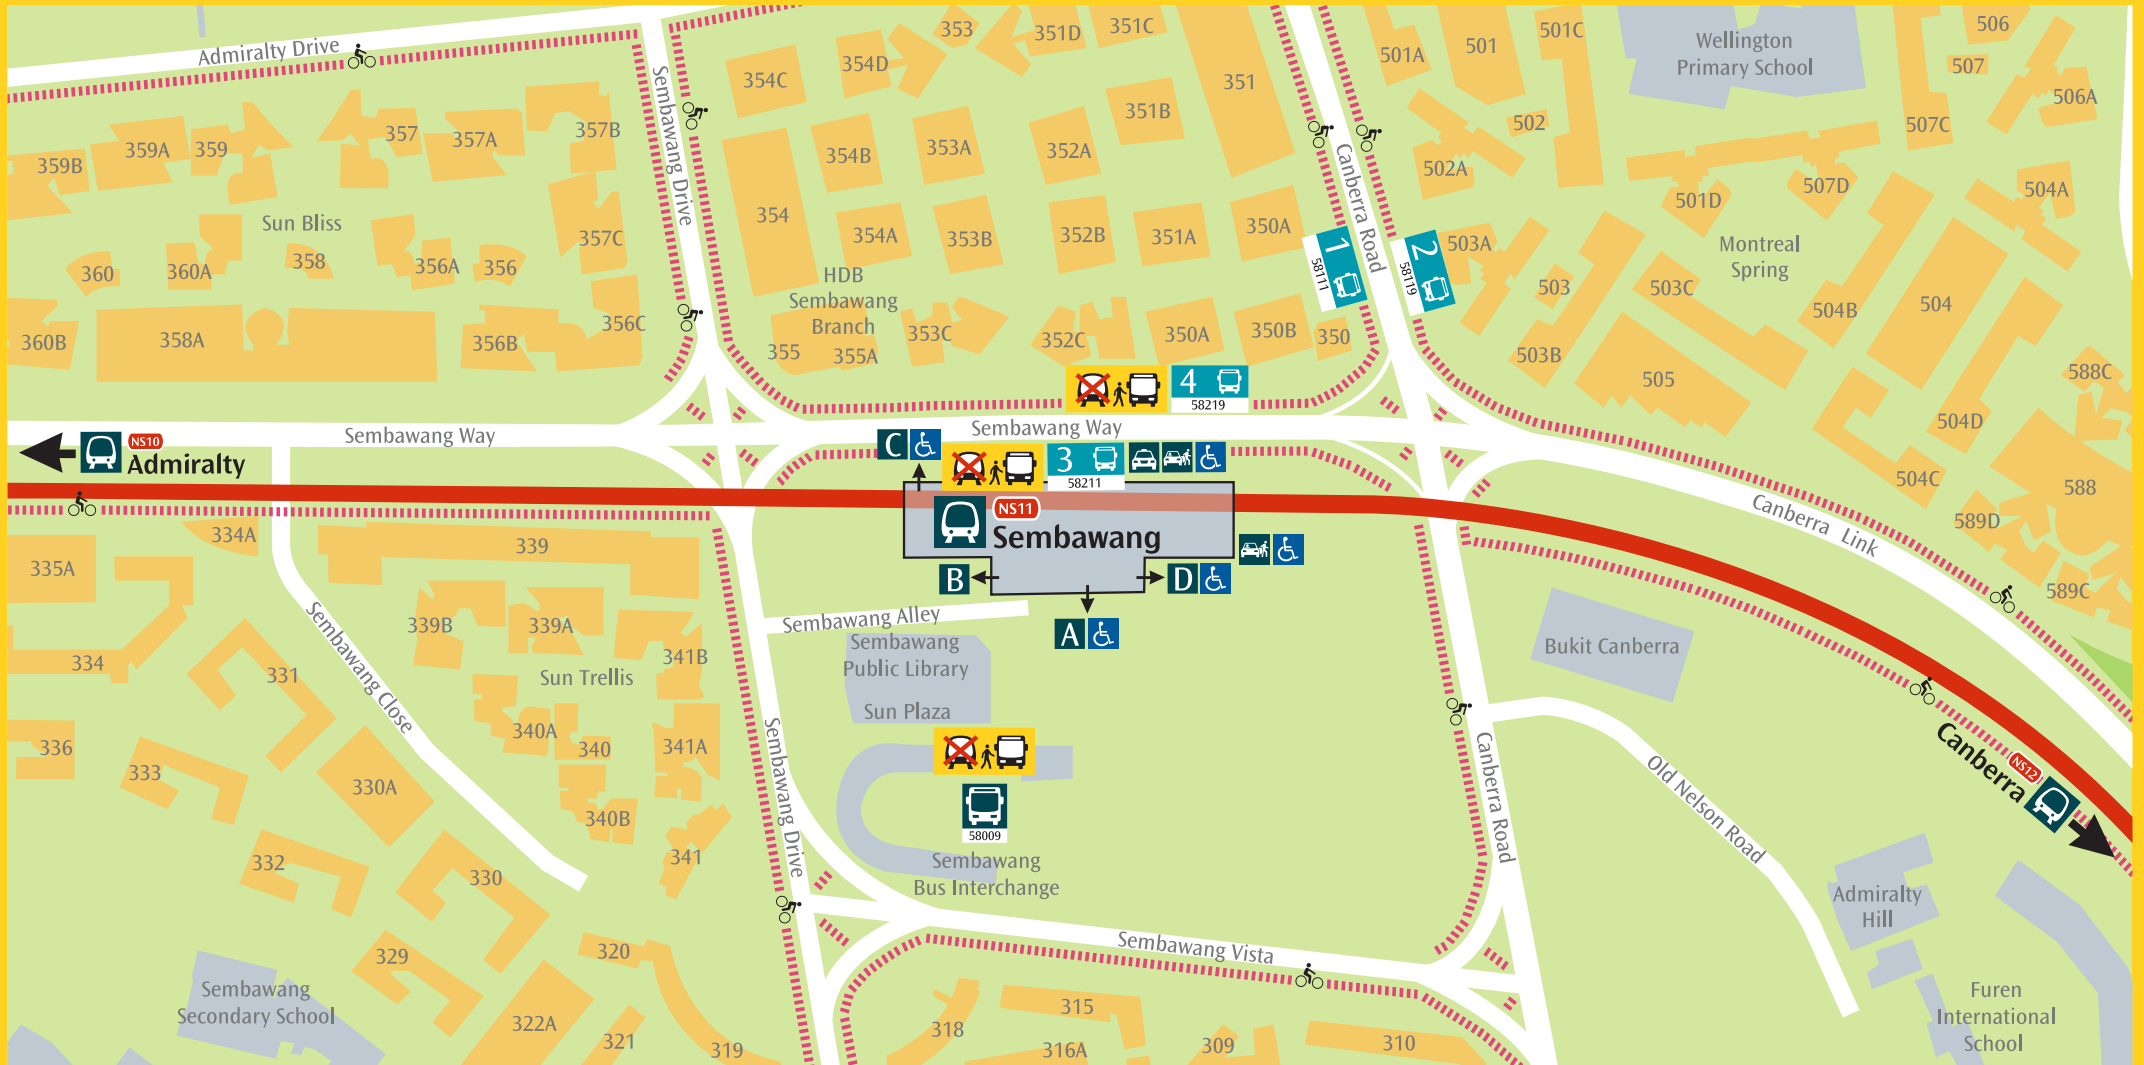 Admiralty Drive
353
351D
351C
501A
501
501C
Wellington
Primary School
506
507
506A
354C
354D
351
351B
357
357A
357B
359B
359A
359
Sembawang Drive
354B
353A
352A
Canberra Road
502
502A
507C
501D
507D
504A
Sun Bliss
354
354A
353B
352B
351A
350A
357C
360
360A
358
356A
356
HDB
Sembawang
Branch
1
58111
2
58119
503A
Montreal
Spring
503
503C
504B
504
360B
358A
356B
356C
355
355A
353C
352C
350A
350B
350
503B
505
588C
4
58219
504D
Sembawang Way
Sembawang Way
NS10
Admiralty
C
3
58211
504C
588
Canberra Link
589D
NS11
Sembawang
334A
339
335A
B
D
589C
Sembawang Close
339B
339A
Sembawang Alley
A
Sembawang
Public Library
Bukit Canberra
334
331
Sun Trellis
341B
Sun Plaza
336
333
330A
340A
340
341A
Sembawang Drive
Canberra Road
Old Nelson Road
NS12
Canberra
340B
58009
332
330
341
Sembawang
Bus Interchange
Admiralty
Hill
329
320
Sembawang Vista
Sembawang
Secondary School
322A
321
319
318
315
316A
309
310
Furen
International
School